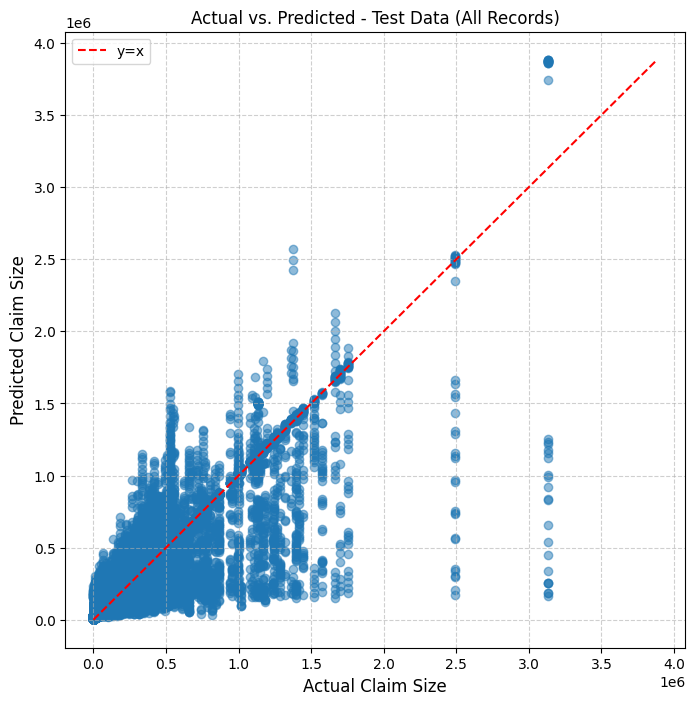 Actual vs. Predicted - Test Data (All Records)
1e6
y=x
4.0
3.5
3.0
2.5
2.0
1.5
1.0
0.5
0.0
Predicted Claim Size
0.0 0.5 1.0 1.5 2.0 2.5 3.0 3.5 4.0
1e6
Actual Claim Size